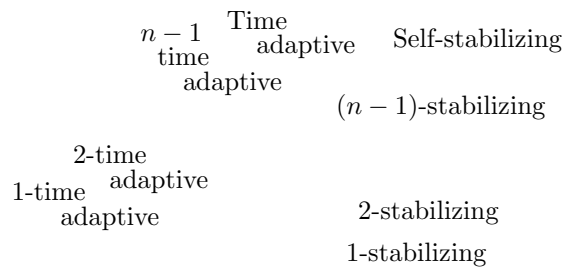 Time
adaptive
n − 1
time
adaptive
Self-stabilizing
(n − 1)-stabilizing
2-time
adaptive
1-time
adaptive
2-stabilizing
1-stabilizing